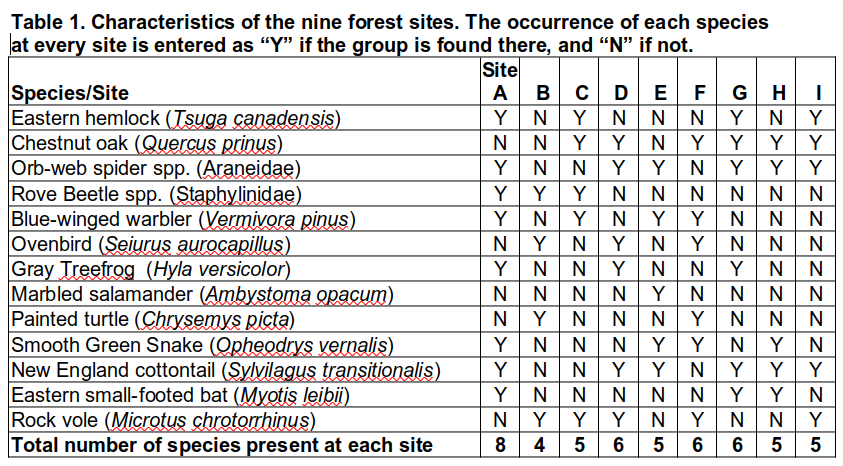 Table 1. Characteristics of the nine forest sites. The occurrence of each species
at every site is entered as “Y” if the group is found there, and “N” if not.
Species/Site Site A B C D E F G H I
Eastern hemlock (Tsuga canadensis) Y N Y N N N Y N Y
Chestnut oak (Quercus prinus) N N Y Y N Y Y Y Y
Orb-web spider spp. (Araneidae) Y N N Y Y N Y Y Y
Rove Beetle spp. (Staphylinidae) Y Y Y N N N N N N
Blue-winged warbler (Vermivora pinus) Y N Y N Y Y N N N
Ovenbird (Seiurus aurocapillus) N Y N Y N Y N N N
Gray Treefrog (Hyla versicolor) Y N N Y N N Y N N
Marbled salamander (Ambystoma opacum) N N N N Y N N N N
Painted turtle (Chrysemys picta) N Y N N N Y N N N
Smooth Green Snake (Opheodrys vernalis) Y N N N Y Y N Y N
New England cottontail (Sylvilagus transitionalis) Y N N Y Y N Y Y Y
Eastern small-footed bat (Myotis leibii) Y N N N N N Y Y N
Rock vole (Microtus chrotorrhinus) N Y Y Y N Y N N Y
Total number of species present at each site 8 4 5 6 5 6 6 5 5